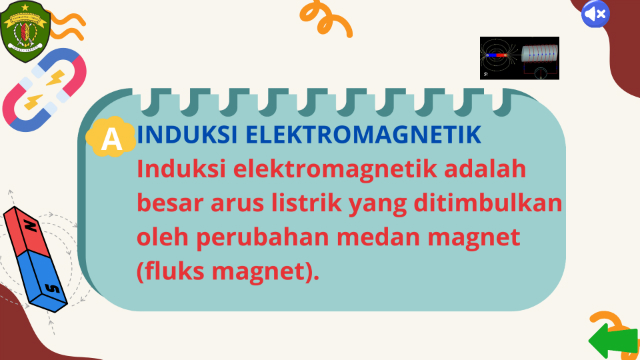 A
INDUKSI ELEKTROMAGNETIK
Induksi elektromagnetik adalah
besar arus listrik yang ditimbulkan
oleh perubahan medan magnet
(fluks magnet).
N
S